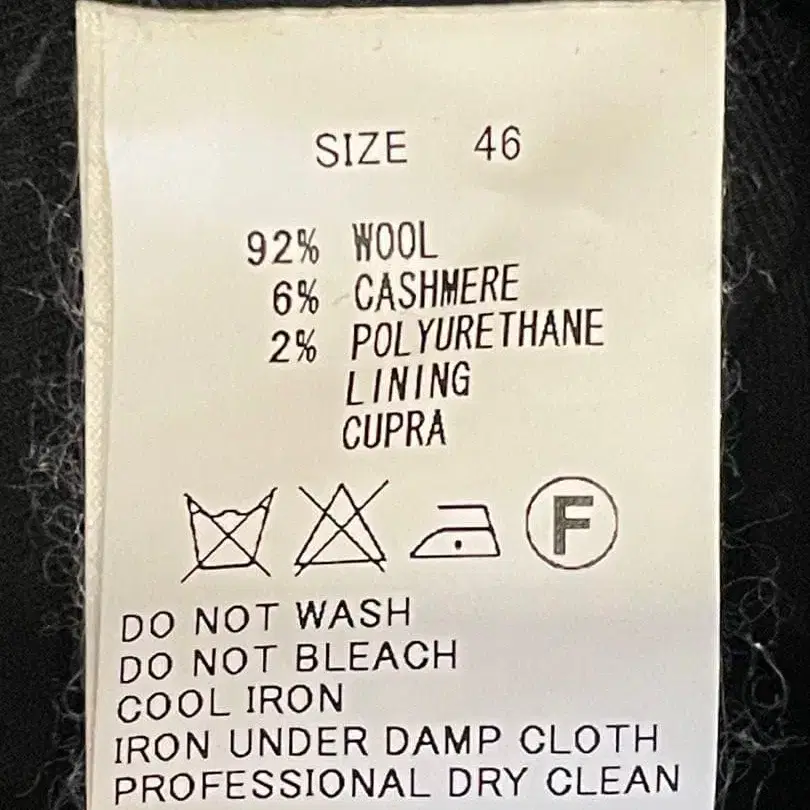 SIZE 46
92% WOOL
6% CASHMERE
2% POLYURETHANE
LINING
CUPRA
F
DO NOT WASH
DO NOT BLEACH
COOL IRON
IRON UNDER DAMP CLOTH
PROFESSIONAL DRY CLEAN